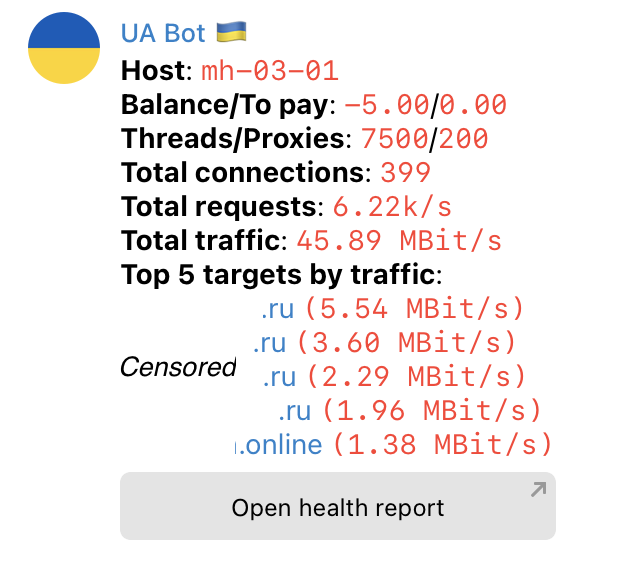 UA Bot 🇺🇦
Host: mh-03-01
Balance/To pay: -5.00/0.00
Threads/Proxies: 7500/200
Total connections: 399
Total requests: 6.22k/s
Total traffic: 45.89 MBit/s
Top 5 targets by traffic:
.ru (5.54 MBit/s)
.ru (3.60 MBit/s)
Censored
.ru (2.29 MBit/s)
.ru (1.96 MBit/s)
.online (1.38 MBit/s)
Open health report